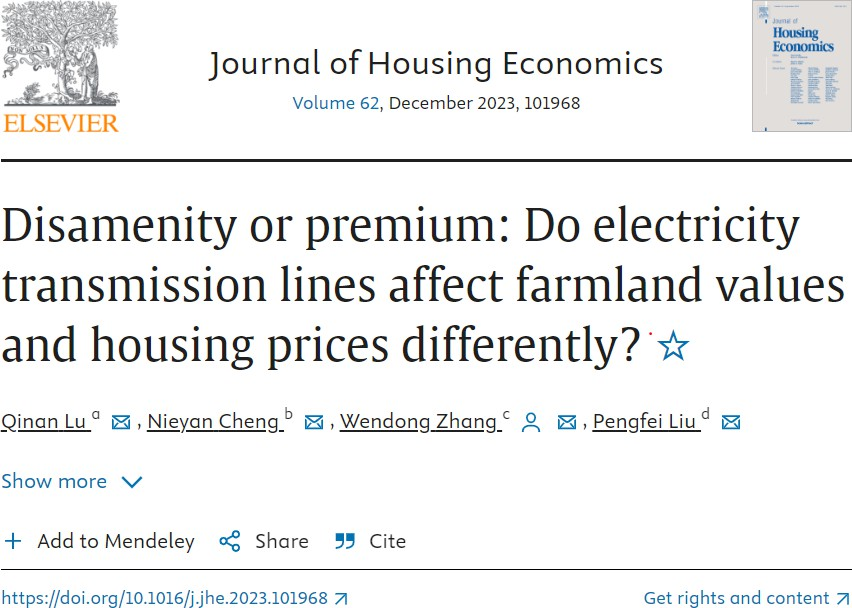 ELSEVIER
Journal of Housing Economics
Volume 62, December 2023, 101968
Journal of
Housing
Economics
Disamenity or premium: Do electricity
transmission lines affect farmland values
and housing prices differently?
Qinan Lu a , Nieyan Cheng b , Wendong Zhang c , Pengfei Liu d
Show more
Add to Mendeley Share Cite
https://doi.org/10.1016/j.jhe.2023.101968 Get rights and content